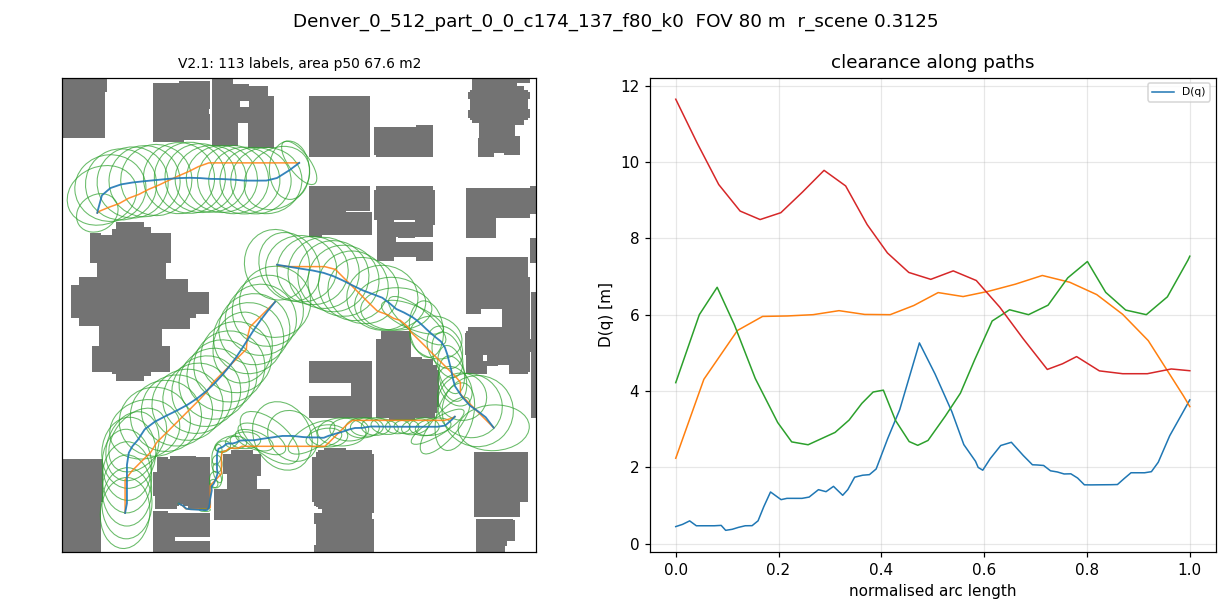 Denver_0_512_part_0_0_c174_137_f80_k0  FOV 80 m  r_scene 0.3125
V2.1: 113 labels, area p50 67.6 m2
clearance along paths
D(q)
D(q) [m]
12
10
8
6
4
2
0
0.0
0.2
0.4
0.6
0.8
1.0
normalised arc length